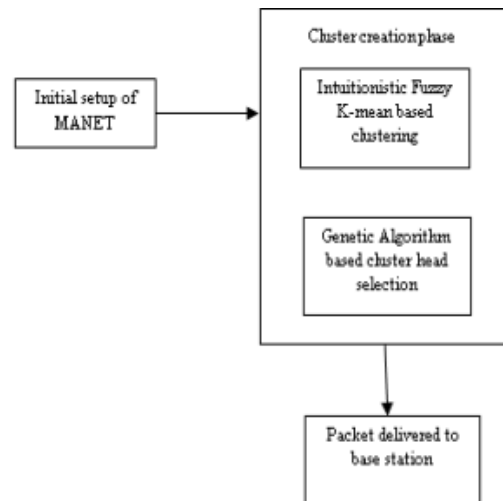 Cluster creation phase
Initial setup of
MANET
Intuitionistic Fuzzy
K-mean based
clustering
Genetic Algorithm
based cluster head
selection
Packet delivered to
base station